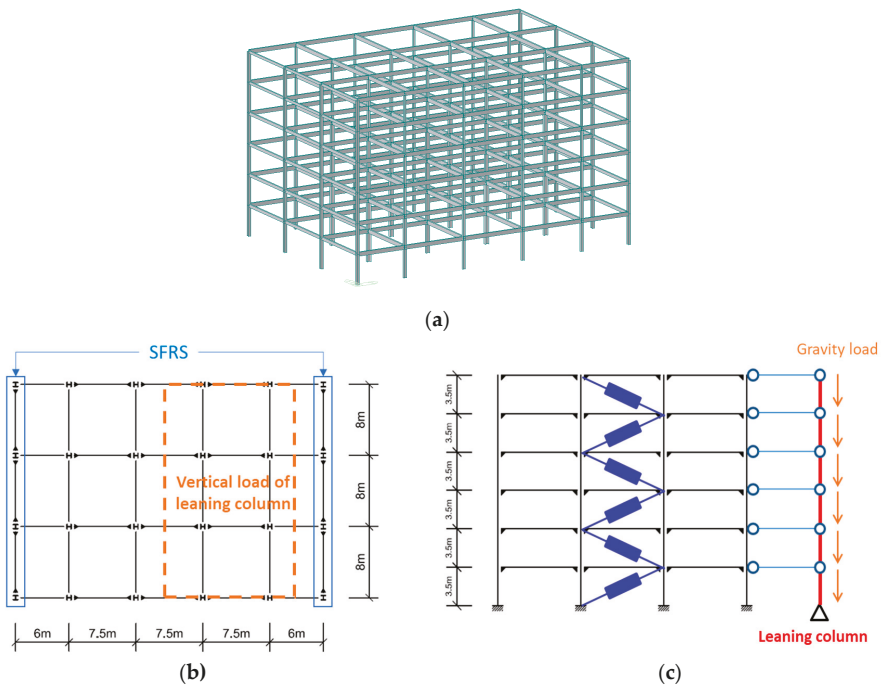 (a)
SFRS
H H H H H H
8m
H H H H H H
Vertical load of
leaning column
8m
H H H H H H
8m
H H H H H H
6m 7.5m 7.5m 7.5m 6m
(b)
Gravity load
3.5m
3.5m
3.5m
3.5m
3.5m
3.5m
Leaning column
(c)